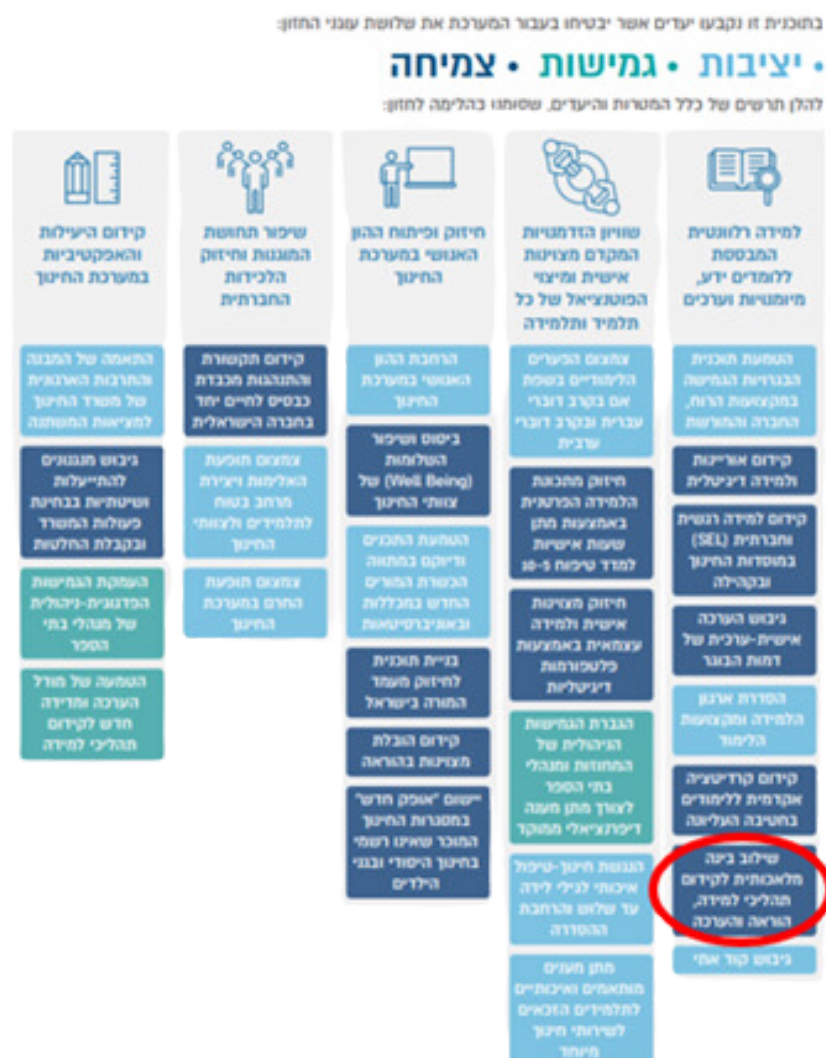 בתוכנית זו נקבעו יעדים אשר יבטיחו בעבור המערכת את שלושת עוגני החזון:
• יציבות • גמישות • צמיחה
להלן תרשים של כלל המטרות והיעדים, שסומנו בהלימה לחזון:
למידה רלוונטית
המבססת
ללומדים ידע,
מיומנויות וערכים
הטמעת תוכנית
הבגרויות הגמישה
במקצועות הרוח,
החברה והמורשת
קידום אוריינות
ולמידה דיגיטלית
קידום למידה רגשית
וחברתית (SEL)
במוסדות החינוך
ובקהילה
גיבוש הערכה
אישית-ערכית של
דמות הבוגר
הסדרת ארגון
הלמידה ומקצועות
הלימוד
קידום קרדיטציה
אקדמית ללימודים
בחטיבה העליונה
שילוב בינה
מלאכותית לקידום
תהליכי למידה,
הוראה והערכה
גיבוש קוד אתי
שוויון הזדמנויות
המקדם מצוינות
אישית ומיצוי
הפוטנציאל של כל
תלמיד ותלמידה
צמצום הפערים
הלימודיים בשפת
אם בקרב דוברי
עברית ובקרב דוברי
ערבית
חיזוק מתכונת
הלמידה הפרטנית
באמצעות מתן
שעות אישיות
למדד טיפוח 10-5
חיזוק מצוינות
אישית ולמידה
עצמאית באמצעות
פלטפורמות
דיגיטליות
הגברת הגמישות
הניהולית של
המחוזות ומנהלי
בתי הספר
לצורך מתן מענה
דיפרנציאלי ממוקד
הנגשת חינוך-טיפול
איכותי לגילי לידה
עד שלוש והרחבת
ההסדרה
מתן מענים
מותאמים ואיכותיים
לתלמידים הזכאים
לשירותי חינוך
מיוחד
חיזוק ופיתוח ההון
האנושי במערכת
החינוך
הרחבת ההון
האנושי במערכת
החינוך
ביסוס ושיפור
השלומות
(Well Being) של
צוותי החינוך
הטמעת התכנים
ודיוקם במתווה
הכשרת המורים
החדש במכללות
ובאוניברסיטאות
בניית תוכנית
לחיזוק מעמד
המורה בישראל
קידום הובלת
מצוינות בהוראה
יישום "אופק חדש"
במסגרות החינוך
המוכר שאינו רשמי
בחינוך היסודי ובגני
הילדים
שיפור תחושת
המוגנות וחיזוק
הלכידות
החברתית
קידום תקשורת
והתנהגות מכבדת
כבסיס לחיים יחד
בחברה הישראלית
צמצום תופעת
האלימות ויצירת
מרחב בטוח
לתלמידים ולצוותי
החינוך
צמצום תופעת
החרם במערכת
החינוך
קידום היעילות
והאפקטיביות
במערכת החינוך
התאמה של המבנה
והתרבות הארגונית
של משרד החינוך
למציאות המשתנה
גיבוש מנגנונים
להתייעלות
ושיטתיות בבחינת
פעולות המשרד
ובקבלת החלטות
העמקת הגמישות
הפדגוגית-ניהולית
של מנהלי בתי
הספר
הטמעה של מודל
הערכה ומדידה
חדש לקידום
תהליכי למידה